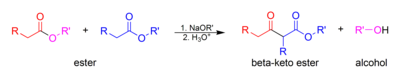 R O R' + R O R' 1. NaOR' 2. H₃O⁺ R O O R' R + R' OH
O O O
ester beta-keto ester alcohol